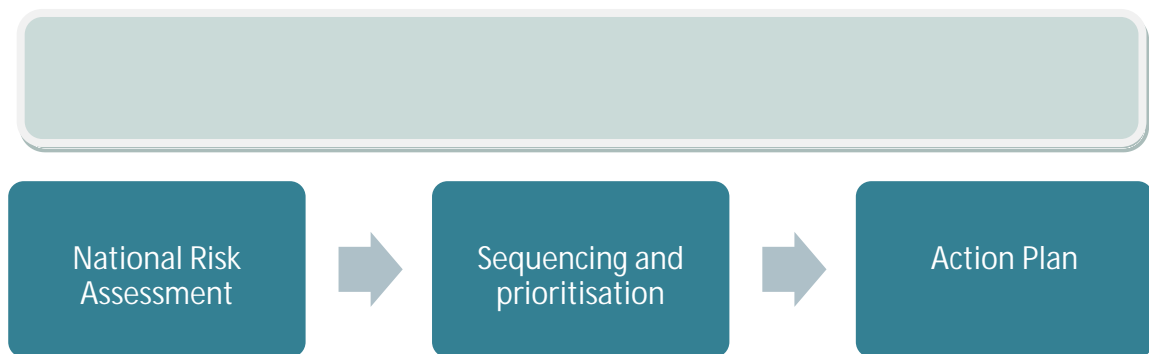 National Risk
Assessment
Sequencing and
prioritisation
Action Plan